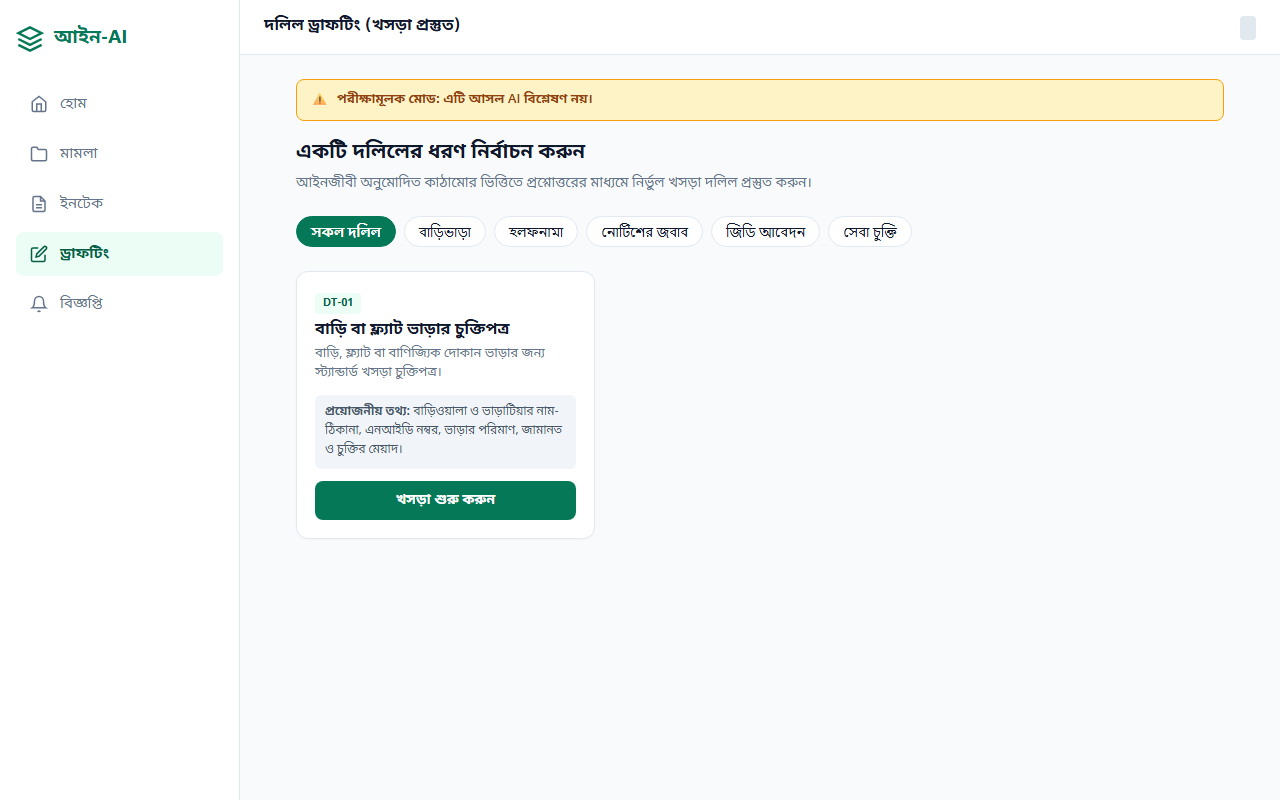 আইন-AI
হোম
মামলা
ইনটেক
ড্রাফটিং
বিজ্ঞপ্তি
দলিল ড্রাফটিং (খসড়া প্রস্তুত)
পরীক্ষামূলক মোড: এটি আসল AI বিশ্লেষণ নয়।
একটি দলিলের ধরণ নির্বাচন করুন
আইনজীবী অনুমোদিত কাঠামোর ভিত্তিতে প্রশ্নোত্তরের মাধ্যমে নির্ভুল খসড়া দলিল প্রস্তুত করুন।
সকল দলিল
বাড়িভাড়া
হলফনামা
নোটিশের জবাব
জিডি আবেদন
সেবা চুক্তি
DT-01
বাড়ি বা ফ্ল্যাট ভাড়ার চুক্তিপত্র
বাড়ি, ফ্ল্যাট বা বাণিজ্যিক দোকান ভাড়ার জন্য
স্ট্যান্ডার্ড খসড়া চুক্তিপত্র।
প্রয়োজনীয় তথ্য: বাড়িওয়ালা ও ভাড়াটিয়ার নাম-
ঠিকানা, এনআইডি নম্বর, ভাড়ার পরিমাণ, জামানত
ও চুক্তির মেয়াদ।
খসড়া শুরু করুন